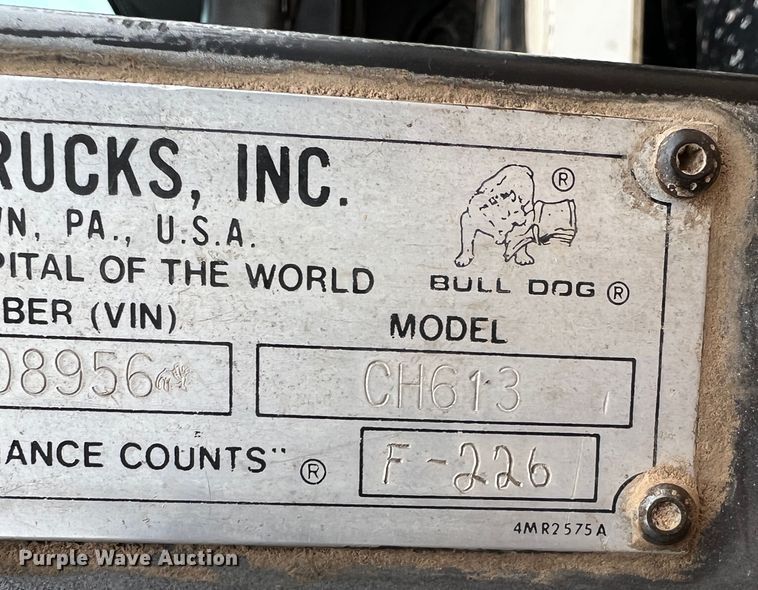 RUCKS, INC.
®
WN, PA., U.S.A.
PITAL OF THE WORLD
BULL DOG ®
BER (VIN)
MODEL
08956*
CH613
ANCE COUNTS" ®
F-226
4MR2575A
Purple Wave Auction